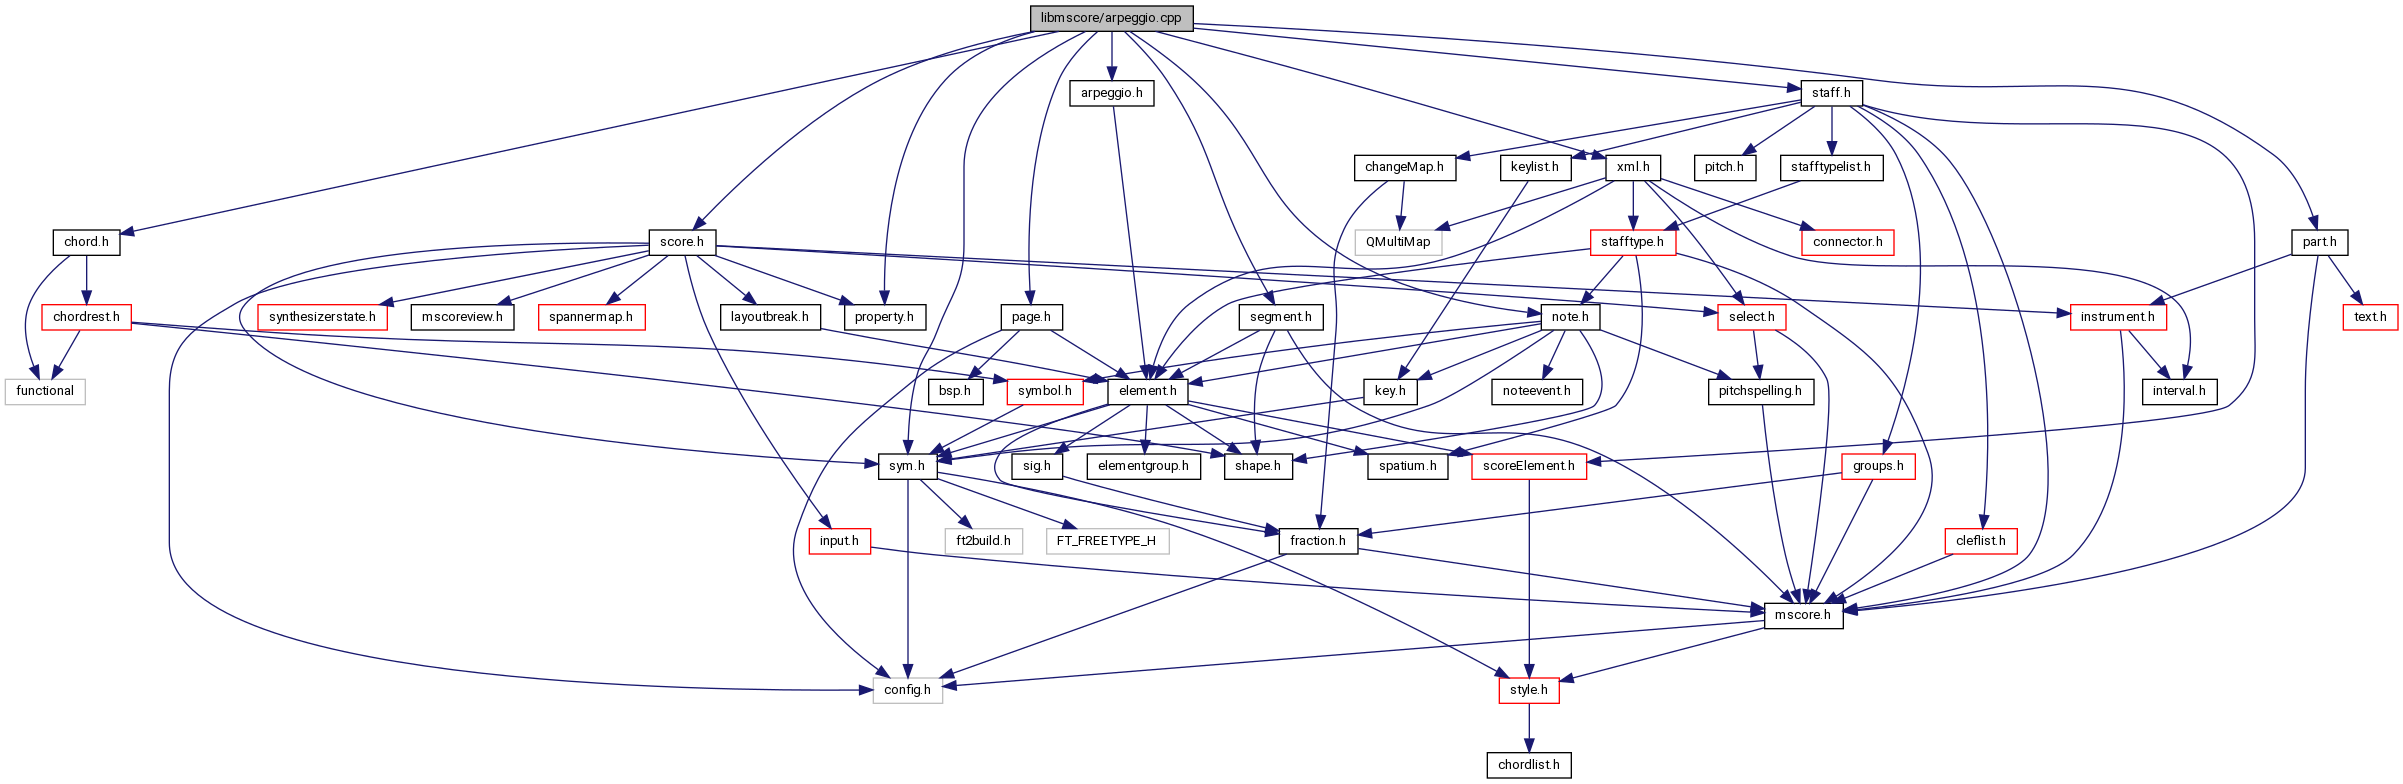 libmscore/arpeggio.cpp
arpeggio.h
staff.h
changeMap.h
keylist.h
xml.h
pitch.h
stafftypelist.h
chord.h
score.h
QMultiMap
stafftype.h
connector.h
part.h
chordrest.h
synthesizerstate.h
mscoreview.h
spannermap.h
layoutbreak.h
property.h
page.h
segment.h
note.h
select.h
instrument.h
text.h
functional
bsp.h
symbol.h
element.h
key.h
noteevent.h
pitchspelling.h
interval.h
sym.h
sig.h
elementgroup.h
shape.h
spatium.h
scoreElement.h
groups.h
input.h
ft2build.h
FT_FREETYPE_H
fraction.h
cleflist.h
mscore.h
config.h
style.h
chordlist.h